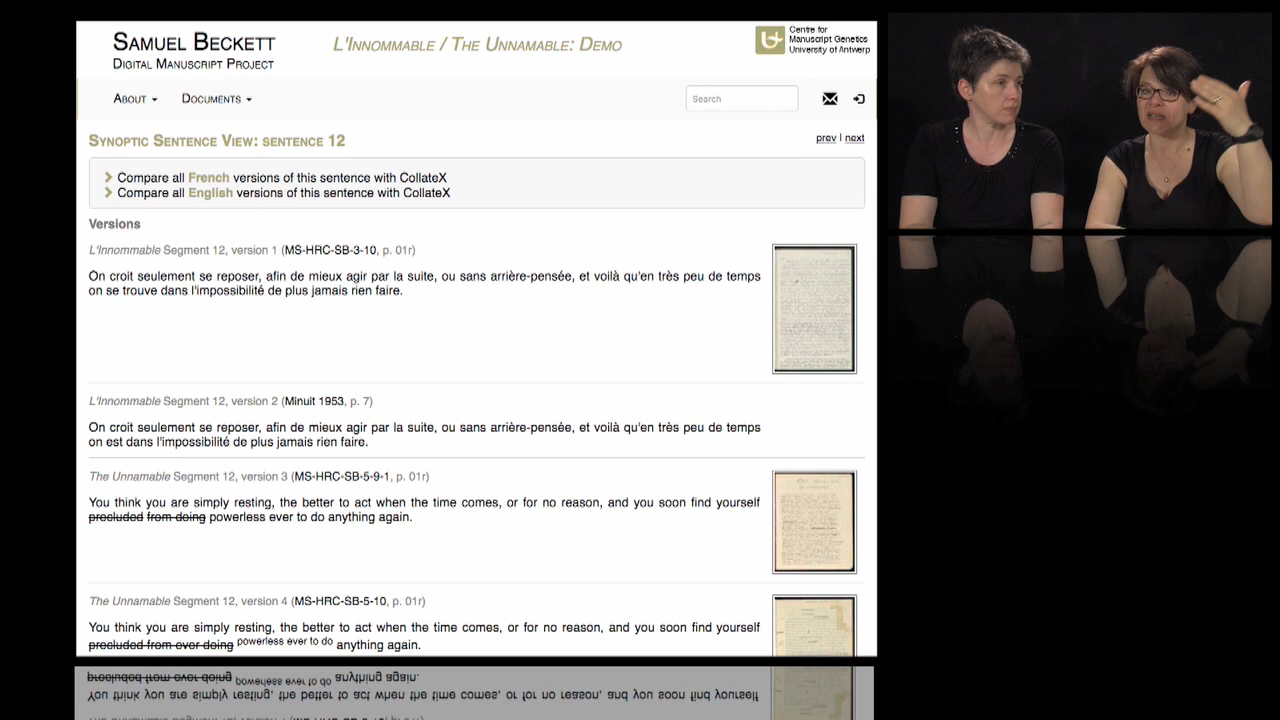 SAMUEL BECKETT
DIGITAL MANUSCRIPT PROJECT
L'INNOMMABLE / THE UNNAMABLE: DEMO
Centre for
Manuscript Genetics
University of Antwerp
ABOUT
DOCUMENTS
Search
SYNOPTIC SENTENCE VIEW: SENTENCE 12
prev | next
Compare all French versions of this sentence with CollateX
Compare all English versions of this sentence with CollateX
Versions
L'Innommable Segment 12, version 1 (MS-HRC-SB-3-10, p. 01r)
On croit seulement se reposer, afin de mieux agir par la suite, ou sans arrière-pensée, et voilà qu'en très peu de temps
on se trouve dans l'impossibilité de plus jamais rien faire.
L'Innommable Segment 12, version 2 (Minuit 1953, p. 7)
On croit seulement se reposer, afin de mieux agir par la suite, ou sans arrière-pensée, et voilà qu'en très peu de temps
on est dans l'impossibilité de plus jamais rien faire.
The Unnamable Segment 12, version 3 (MS-HRC-SB-5-9-1, p. 01r)
You think you are simply resting, the better to act when the time comes, or for no reason, and you soon find yourself
precluded from doing powerless ever to do anything again.
The Unnamable Segment 12, version 4 (MS-HRC-SB-5-10, p. 01r)
You think you are simply resting, the better to act when the time comes, or for no reason, and you soon find yourself
precluded from ever doing powerless ever to do anything again.